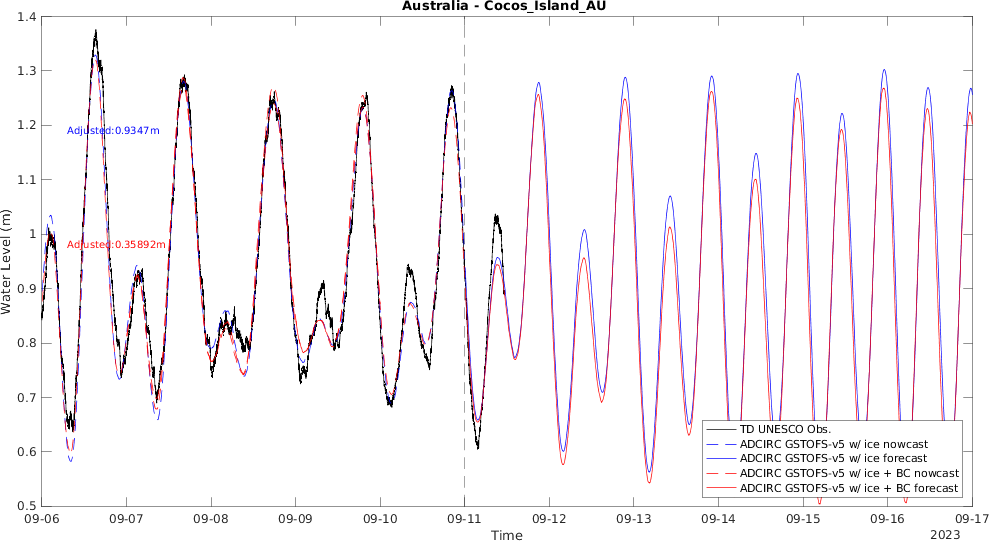 Australia - Cocos_Island_AU
Water Level (m)
1.4
1.3
1.2
1.1
1
0.9
0.8
0.7
0.6
0.5
Adjusted:0.9347m
Adjusted:0.35892m
TD UNESCO Obs.
ADCIRC GSTOFS-v5 w/ ice nowcast
ADCIRC GSTOFS-v5 w/ ice forecast
ADCIRC GSTOFS-v5 w/ ice + BC nowcast
ADCIRC GSTOFS-v5 w/ ice + BC forecast
09-06 09-07 09-08 09-09 09-10 09-11 09-12 09-13 09-14 09-15 09-16 09-17
Time
2023